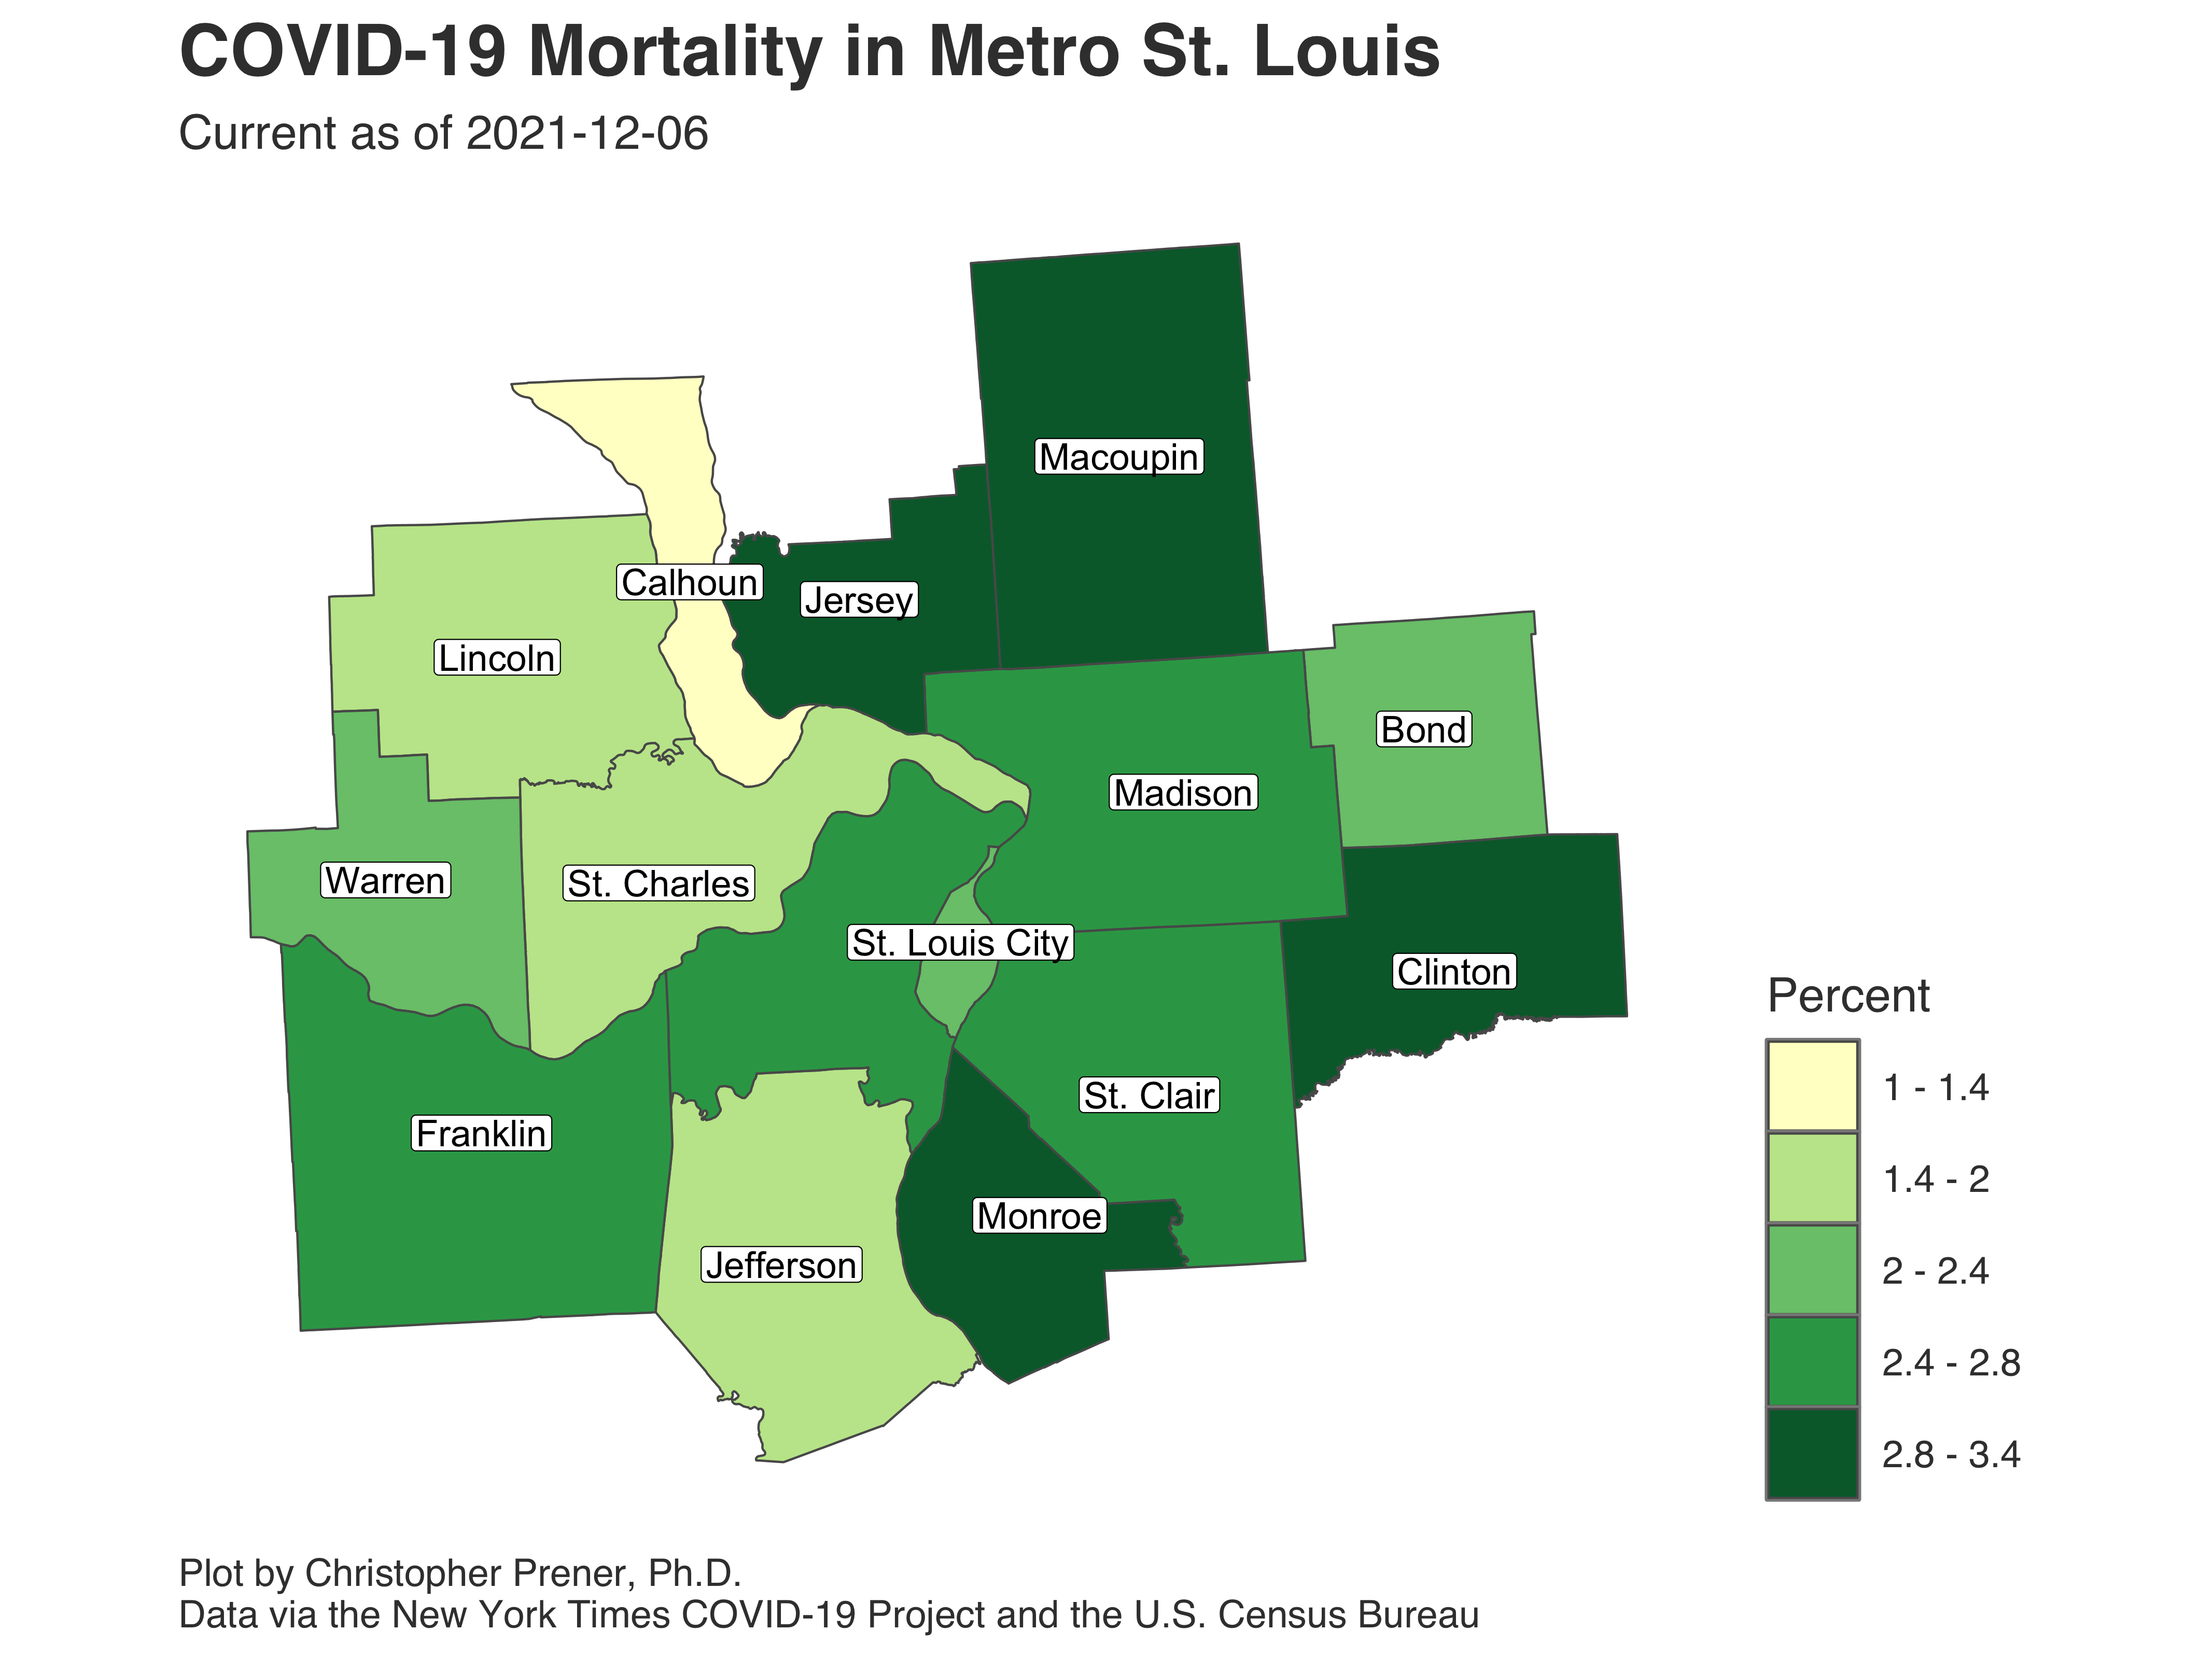 COVID-19 Mortality in Metro St. Louis
Current as of 2021-12-06
Macoupin
Calhoun
Jersey
Lincoln
Bond
Madison
Warren
St. Charles
St. Louis City
Clinton
St. Clair
Franklin
Monroe
Jefferson
Percent
1 - 1.4
1.4 - 2
2 - 2.4
2.4 - 2.8
2.8 - 3.4
Plot by Christopher Prener, Ph.D.
Data via the New York Times COVID-19 Project and the U.S. Census Bureau